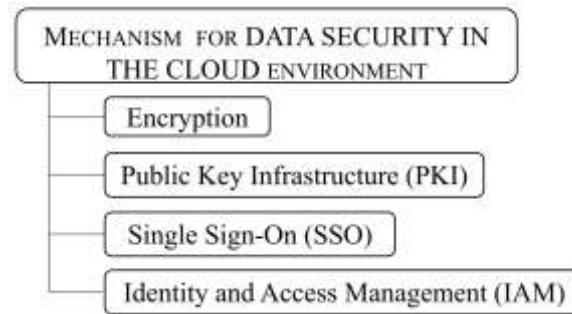 MECHANISM FOR DATA SECURITY IN
THE CLOUD ENVIRONMENT
Encryption
Public Key Infrastructure (PKI)
Single Sign-On (SSO)
Identity and Access Management (IAM)